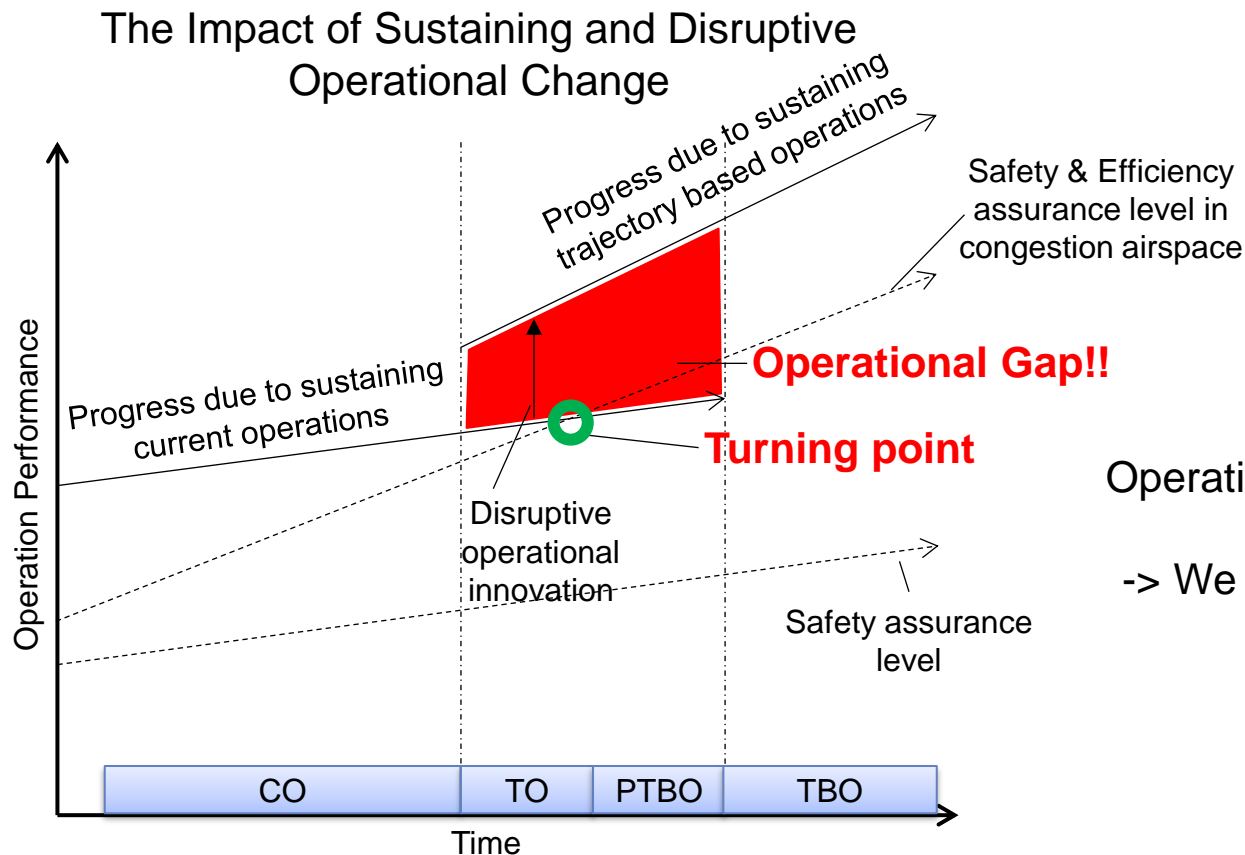 The Impact of Sustaining and Disruptive
Operational Change
Progress due to sustaining
trajectory based operations
Safety & Efficiency
assurance level in
congestion airspace
Operation Performance
Progress due to sustaining
current operations
Operational Gap!!
Turning point
Disruptive
operational
innovation
Operati
-> We
Safety assurance
level
CO
TO
PTBO
TBO
Time